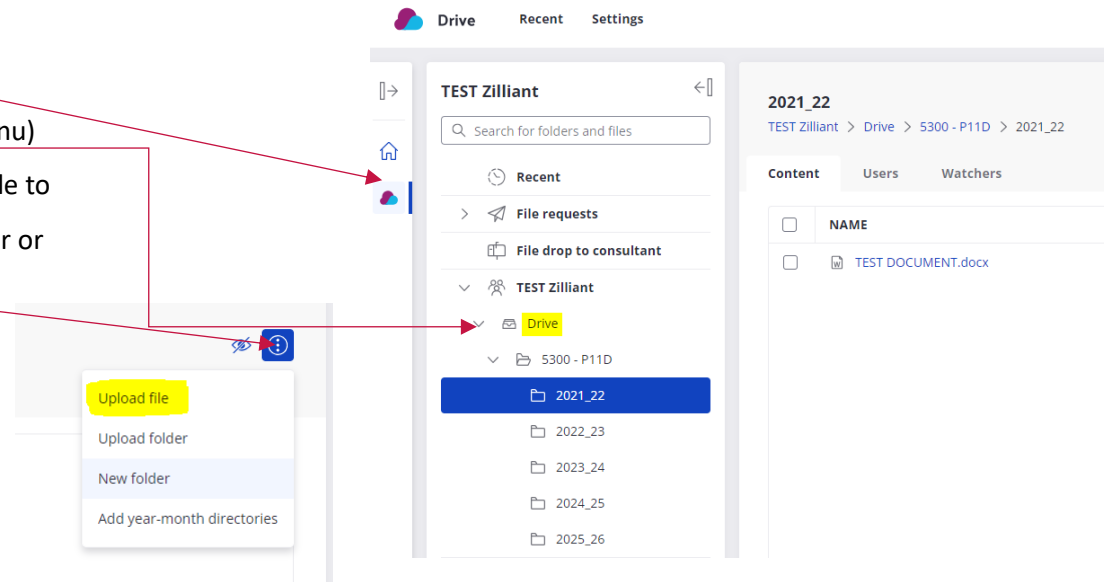 Drive Recent Settings
nu)
le to
r or
Upload file
Upload folder
New folder
Add year-month directories
TEST Zilliant
Search for folders and files
Recent
File requests
File drop to consultant
TEST Zilliant
Drive
5300 - P11D
2021_22
2022_23
2023_24
2024_25
2025_26
2021_22
TEST Zilliant > Drive > 5300 - P11D > 2021_22
Content Users Watchers
NAME
TEST DOCUMENT.docx